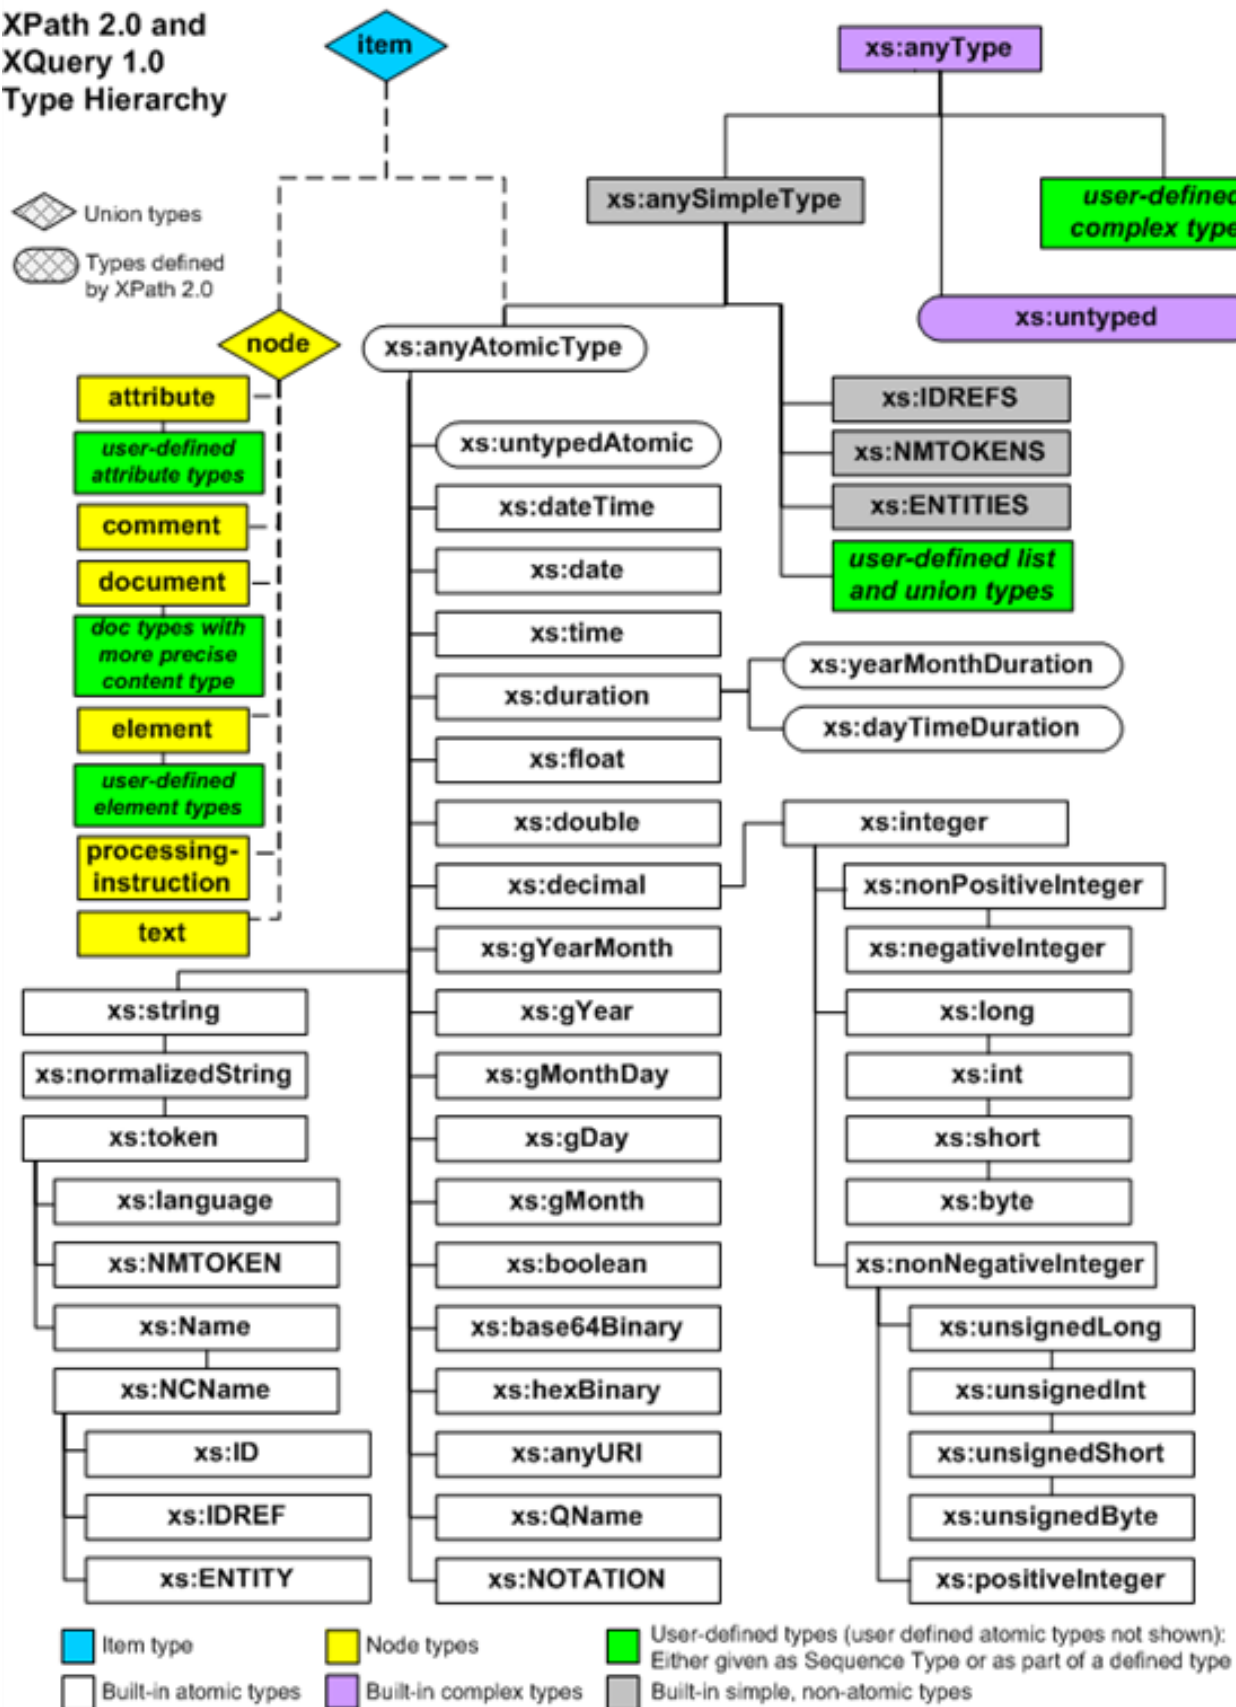 XPath 2.0 and
XQuery 1.0
Type Hierarchy
item
xs:anyType
Union types
Types defined
by XPath 2.0
xs:anySimpleType
user-defined
complex type
xs:untyped
node
xs:anyAtomicType
attribute
user-defined
attribute types
comment
document
doc types with
more precise
content type
element
user-defined
element types
processing-
instruction
text
xs:IDREFS
xs:NMTOKENS
xs:ENTITIES
user-defined list
and union types
xs:untypedAtomic
xs:dateTime
xs:date
xs:time
xs:duration
xs:yearMonthDuration
xs:dayTimeDuration
xs:float
xs:double
xs:decimal
xs:gYearMonth
xs:gYear
xs:gMonthDay
xs:gDay
xs:gMonth
xs:boolean
xs:base64Binary
xs:hexBinary
xs:anyURI
xs:QName
xs:NOTATION
xs:string
xs:normalizedString
xs:token
xs:language
xs:NMTOKEN
xs:Name
xs:NCName
xs:ID
xs:IDREF
xs:ENTITY
xs:integer
xs:nonPositiveInteger
xs:negativeInteger
xs:long
xs:int
xs:short
xs:byte
xs:nonNegativeInteger
xs:unsignedLong
xs:unsignedInt
xs:unsignedShort
xs:unsignedByte
xs:positiveInteger
Item type
Node types
User-defined types (user defined atomic types not shown):
Either given as Sequence Type or as part of a defined type
Built-in atomic types
Built-in complex types
Built-in simple, non-atomic types